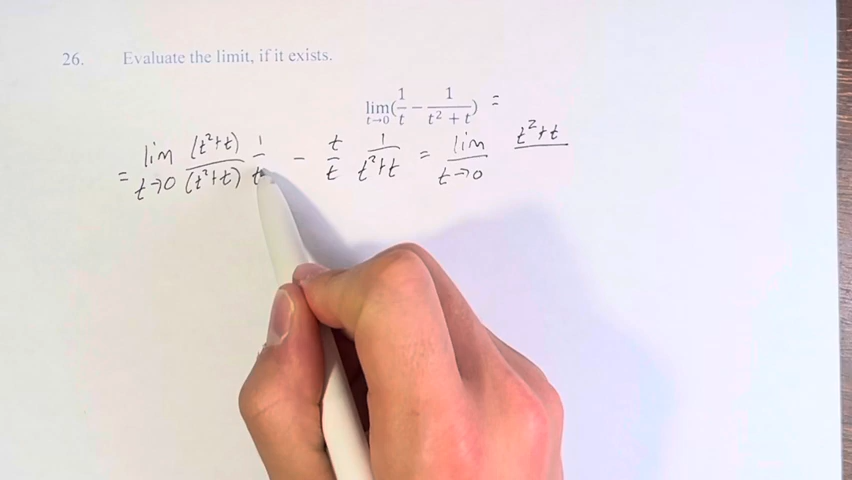 26. Evaluate the limit, if it exists.
lim t→0 (1/t − 1/(t² + t)) =
= lim t→0 (t²+t)/(t²+t) 1/t − t/t 1/(t²+t) = lim t→0 t²+t